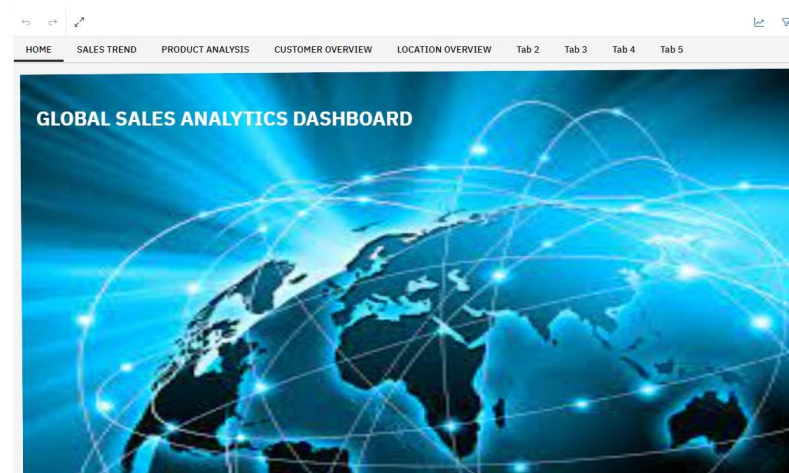 HOME SALES TREND PRODUCT ANALYSIS CUSTOMER OVERVIEW LOCATION OVERVIEW Tab 2 Tab 3 Tab 4 Tab 5
GLOBAL SALES ANALYTICS DASHBOARD